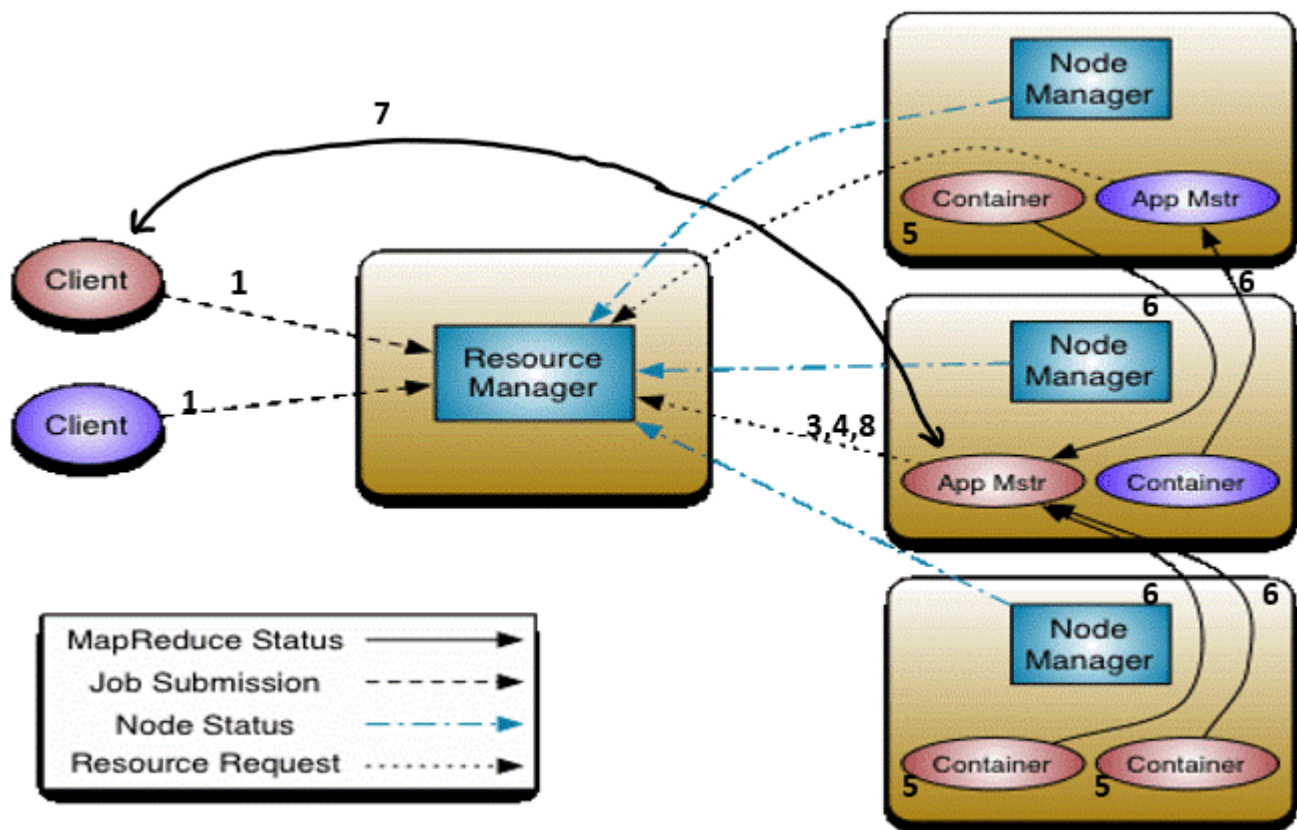 7
Client
1
Client
1
Resource
Manager
3,4,8
Node
Manager
Container
App Mstr
5
6
6
Node
Manager
App Mstr
Container
6
6
Node
Manager
Container
Container
5
5
MapReduce Status
Job Submission
Node Status
Resource Request